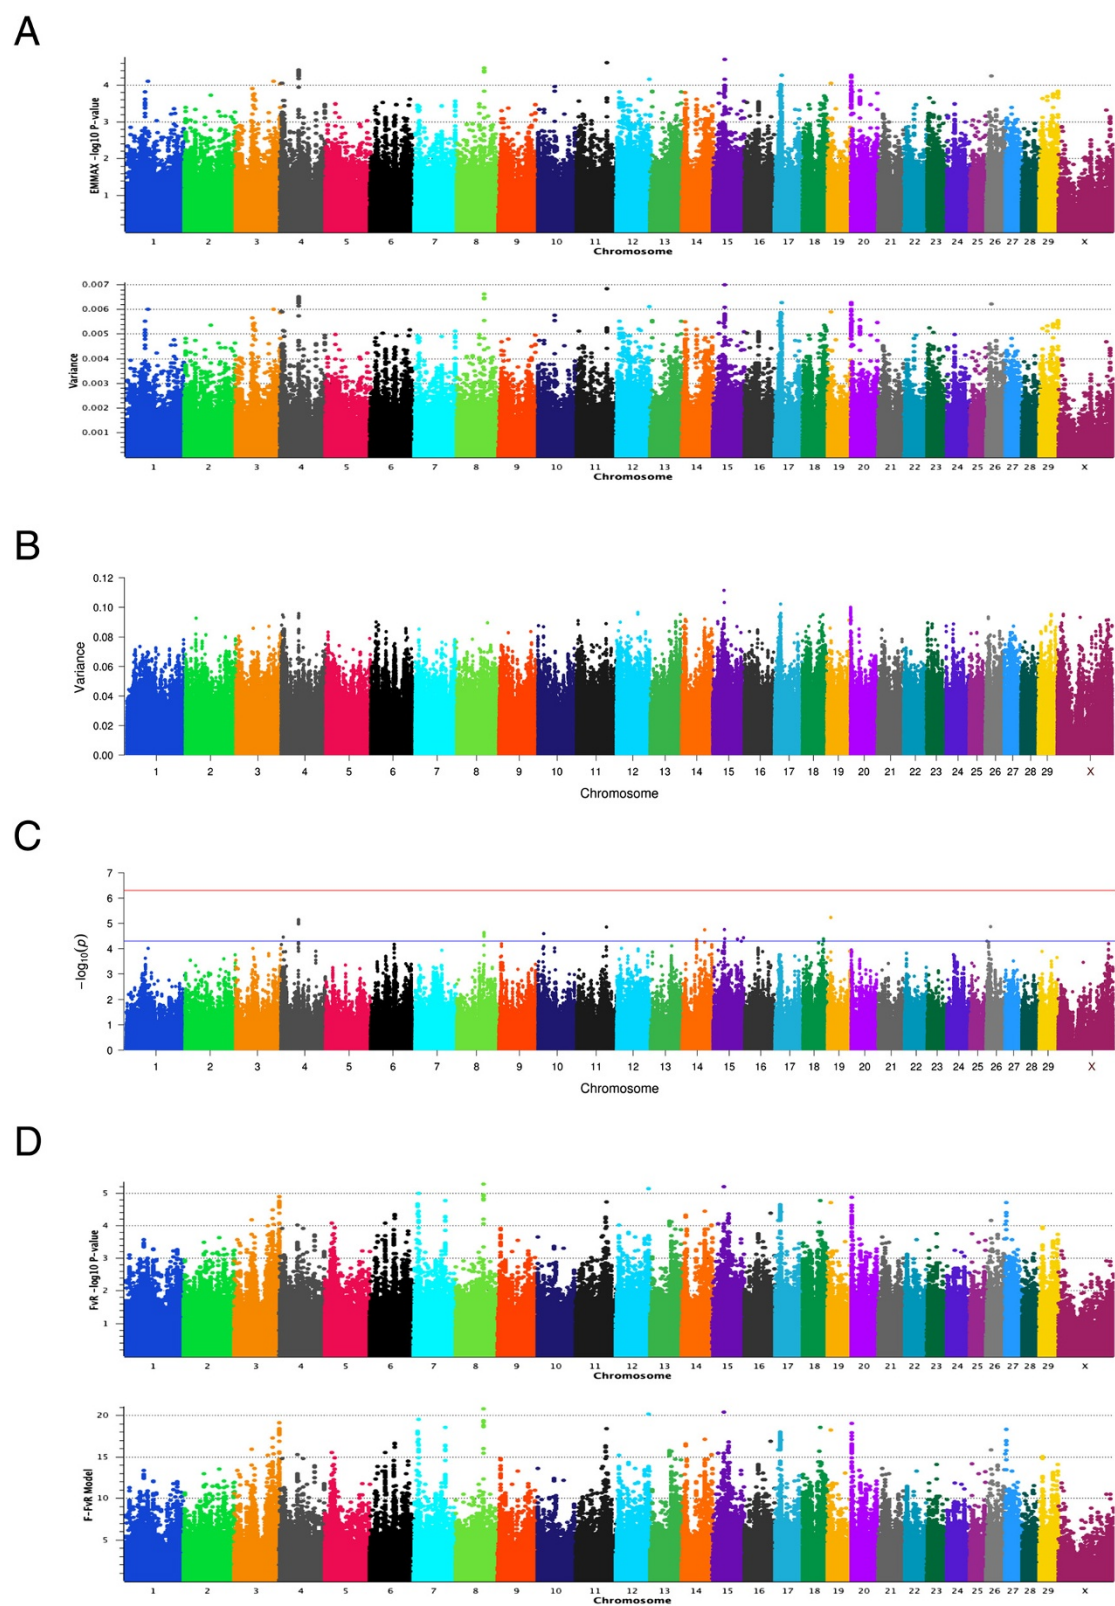 A
EMMAX -log10 P-value
4
3
2
1
1 2 3 4 5 6 7 8 9 10 11 12 13 14 15 16 17 18 19 20 21 22 23 24 25 26 27 28 29 X
Chromosome
Variance
0.007
0.006
0.005
0.004
0.003
0.002
0.001
1 2 3 4 5 6 7 8 9 10 11 12 13 14 15 16 17 18 19 20 21 22 23 24 25 26 27 28 29 X
Chromosome
B
Variance
0.12
0.10
0.08
0.06
0.04
0.02
0.00
1 2 3 4 5 6 7 8 9 10 11 12 13 14 15 16 17 18 19 20 21 22 23 24 25 26 27 28 29 X
Chromosome
C
−log10(p)
7
6
5
4
3
2
1
0
1 2 3 4 5 6 7 8 9 10 11 12 13 14 15 16 17 18 19 20 21 22 23 24 25 26 27 28 29 X
Chromosome
D
FvR -log10 P-value
5
4
3
2
1
1 2 3 4 5 6 7 8 9 10 11 12 13 14 15 16 17 18 19 20 21 22 23 24 25 26 27 28 29 X
Chromosome
F-FvR Model
20
15
10
5
1 2 3 4 5 6 7 8 9 10 11 12 13 14 15 16 17 18 19 20 21 22 23 24 25 26 27 28 29 X
Chromosome